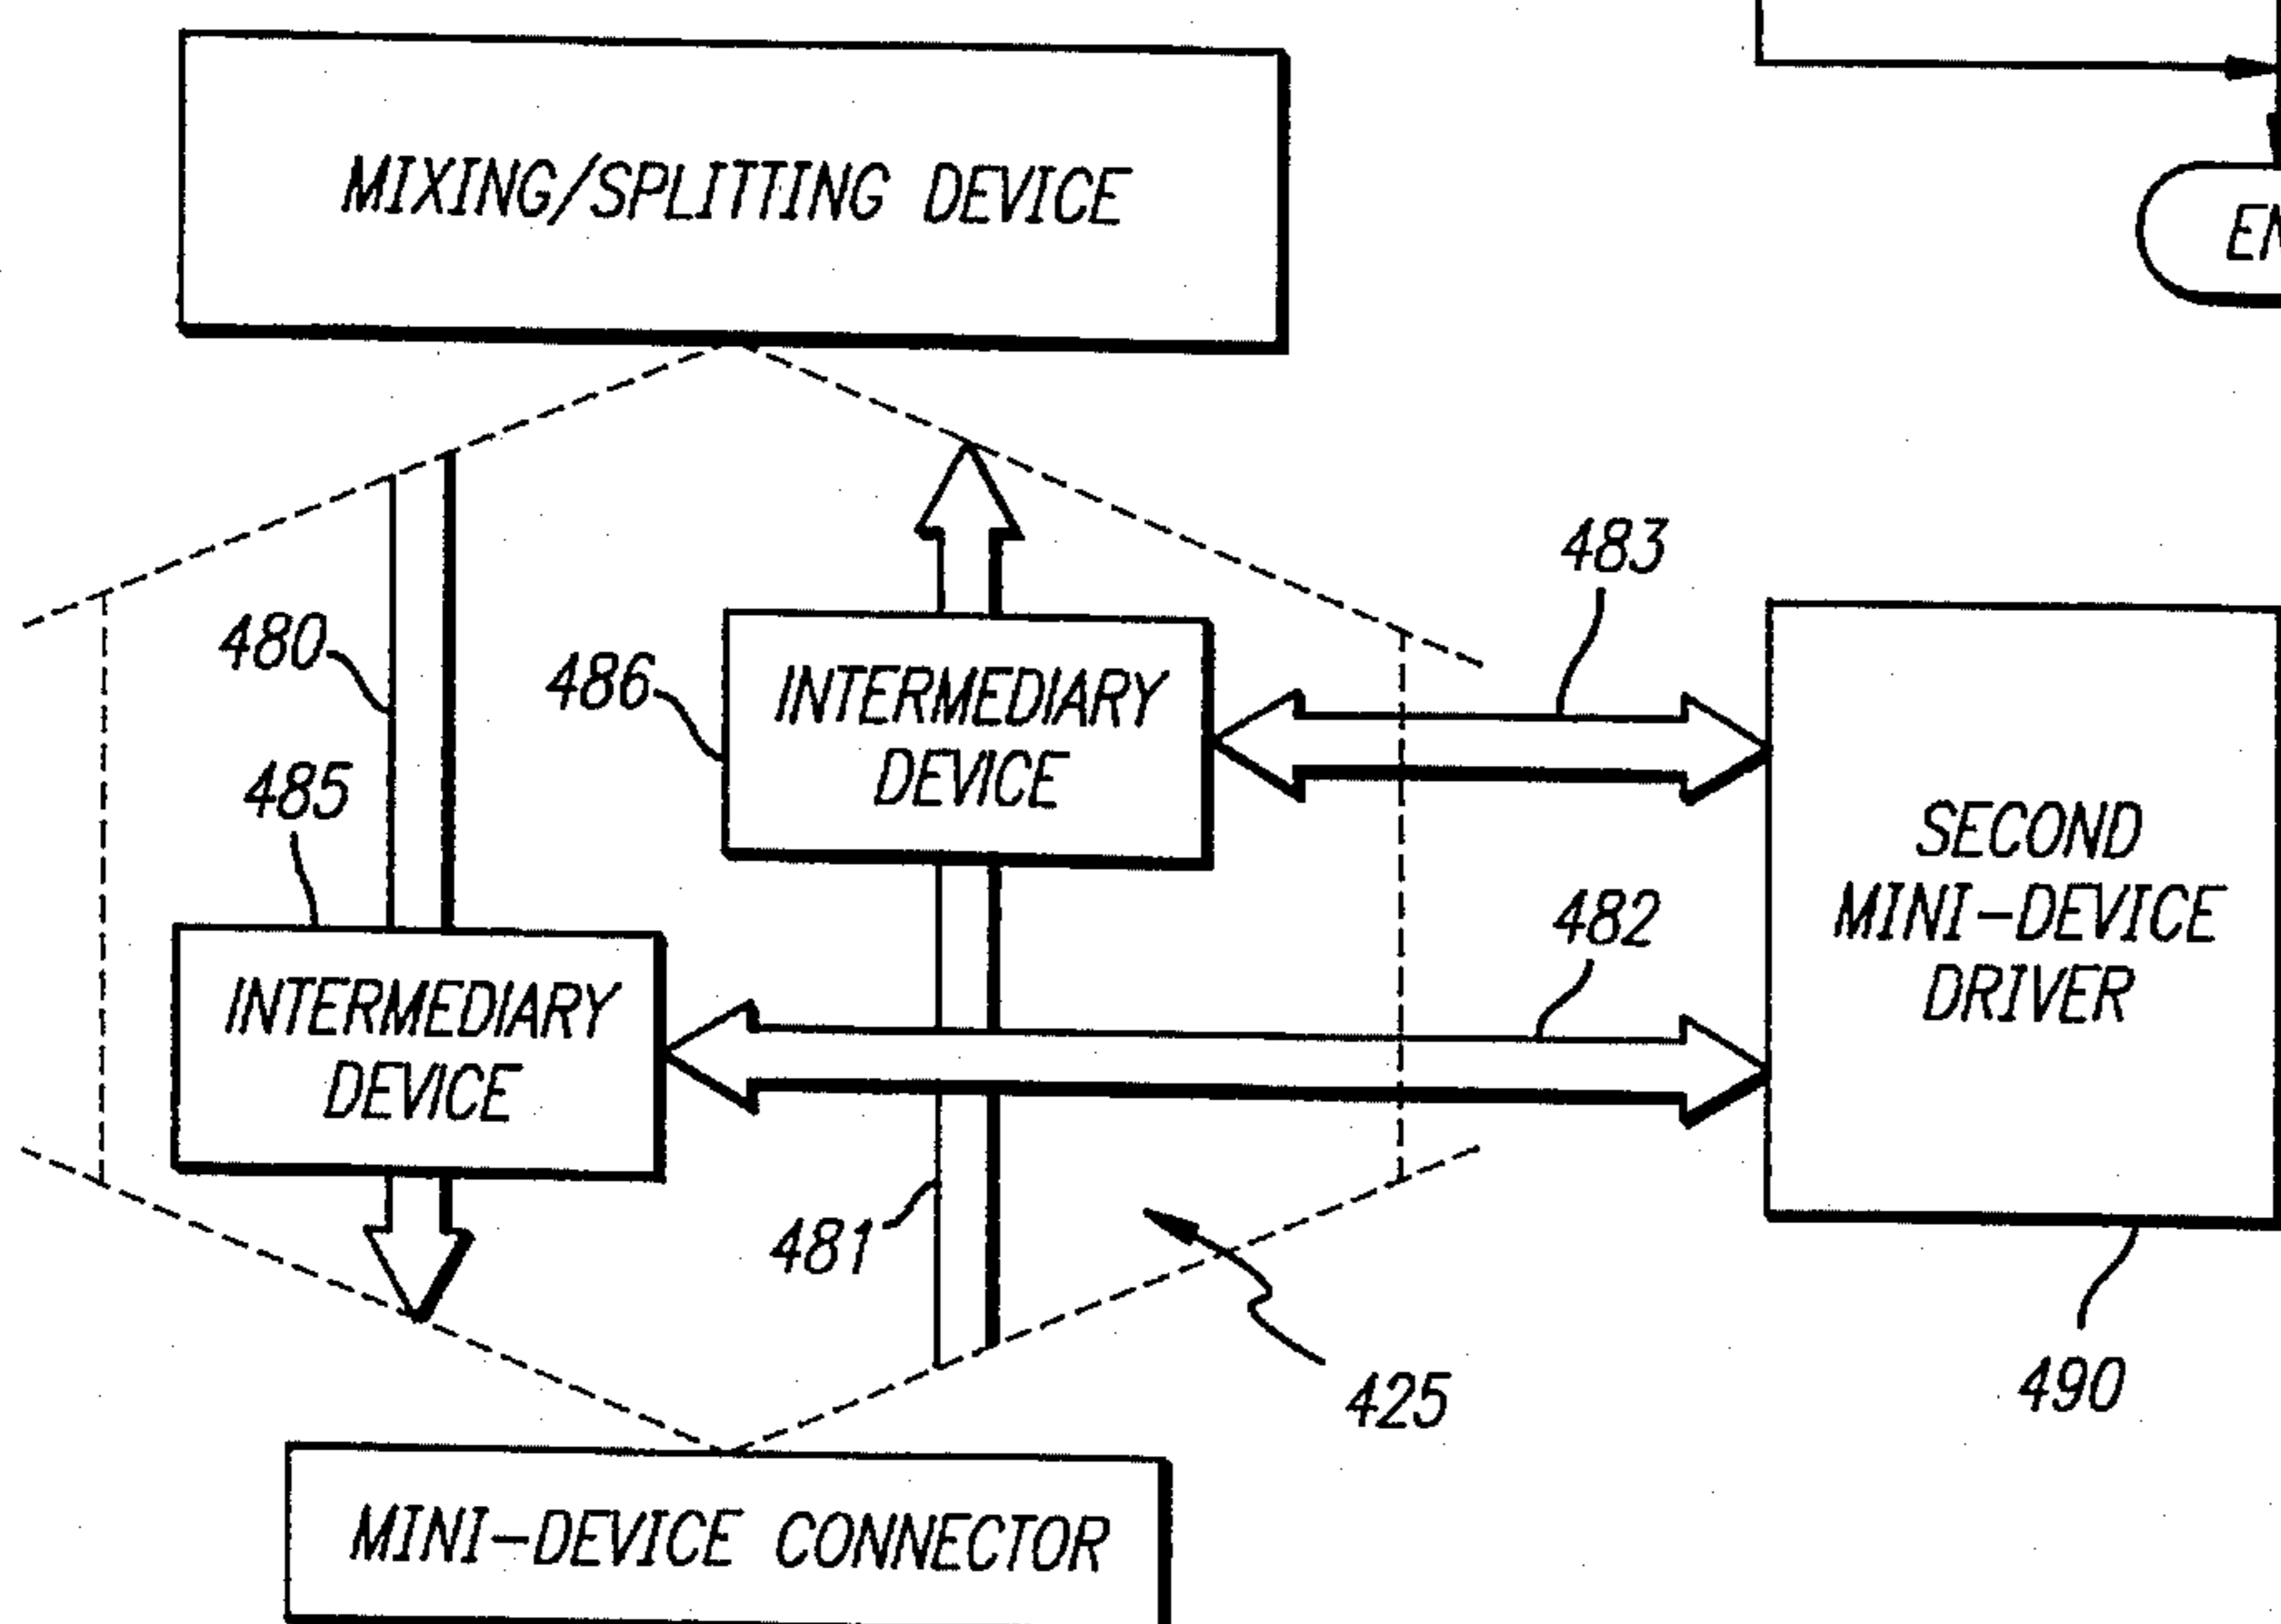 MIXING/SPLITTING DEVICE
483
480
486
INTERMEDIARY
DEVICE
485
SECOND
MINI-DEVICE
DRIVER
482
INTERMEDIARY
DEVICE
481
425
490
MINI-DEVICE CONNECTOR